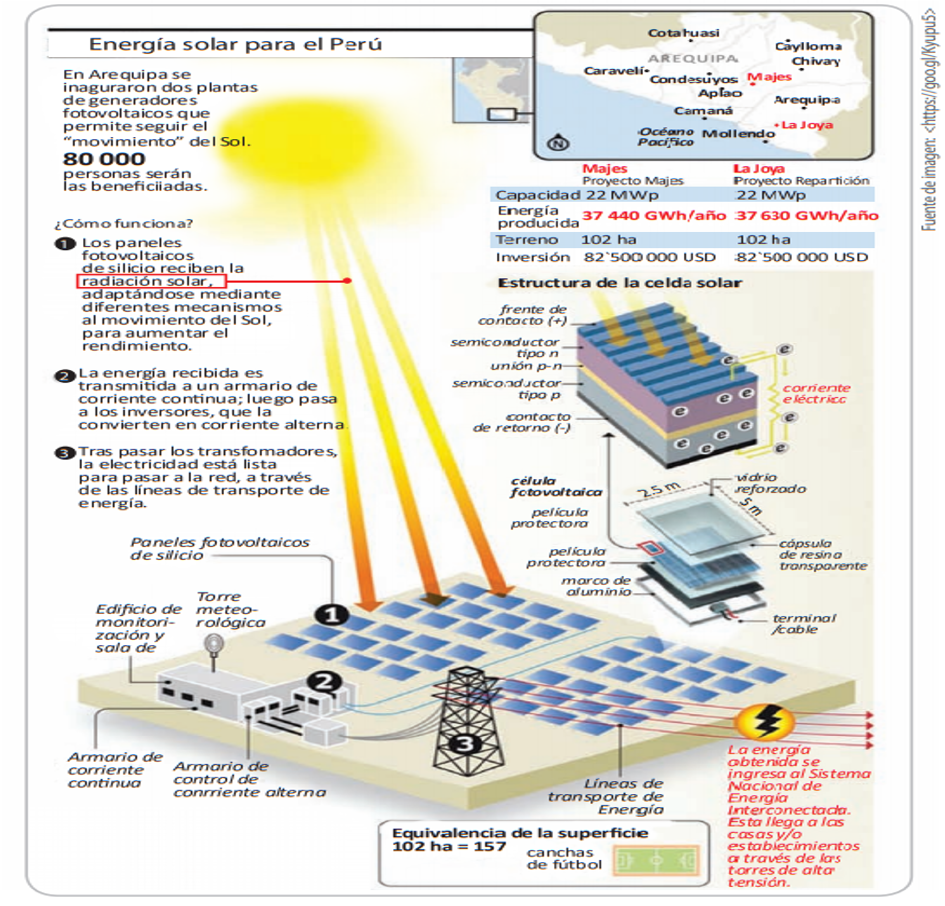 Energía solar para el Perú
En Arequipa se
inaguraron dos plantas
de generadores
fotovoltaicos que
permite seguir el
“movimiento” del Sol.
80 000
personas serán
las beneficiiadas.
¿Cómo funciona?
1 Los paneles
fotovoltaicos
de silicio reciben la
radiación solar,
adaptándose mediante
diferentes mecanismos
al movimiento del Sol,
para aumentar el
rendimiento.
2 La energía recibida es
transmitida a un armario de
corriente continua; luego pasa
a los inversores, que la
convierten en corriente alterna.
3 Tras pasar los transfomadores,
la electricidad está lista
para pasar a la red, a través
de las líneas de transporte de
energía.
Cotahuasi
Caylloma
AREQUIPA
Chivay
Caravelí
Condesuyos
Majes
Aplao
Arequipa
Camaná
La Joya
Océano
Pacífico
Mollendo
N
Majes La Joya
Proyecto Majes Proyecto Repartición
Capacidad 22 MWp 22 MWp
Energía
producida 37 440 GWh/año 37 630 GWh/año
Terreno 102 ha 102 ha
Inversión 82`500 000 USD 82`500 000 USD
Estructura de la celda solar
frente de
contacto (+)
semiconductor
tipo n
unión p-n
semiconductor
tipo p
contacto
de retorno (-)
e e e e e e e e e e e
corriente
eléctrica
célula
fotovoltaica
película
protectora
película
protectora
marco de
aluminio
2.5 m
5 m
vidrio
reforzado
cápsula
de resina
transparente
terminal
/cable
Paneles fotovoltaicos
de silicio
Torre
meteo-
rológica
Edificio de
monitori-
zación y
sala de
1
2
3
Armario de
corriente
continua
Armario de
control de
conrriente alterna
Líneas de
transporte de
Energía
La energía
obtenida se
ingresa al Sistema
Nacional de
Energía
Interconectada.
Esta llega a las
casas y/o
establecimientos
a través de las
torres de alta
tensión.
Equivalencia de la superficie
102 ha = 157 canchas
de fútbol
Fuente de imagen: <https://goo.gl/Kyupu5>